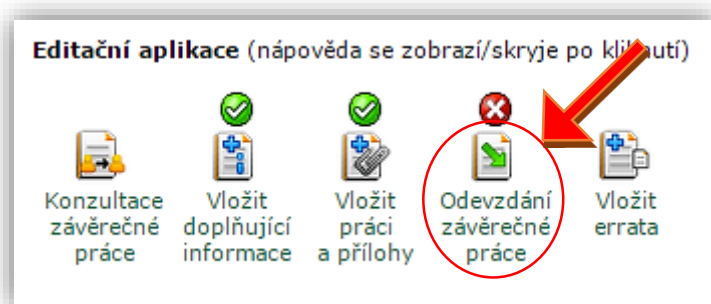 Editační aplikace (nápověda se zobrazí/skryje po kliknutí)
Konzultace
závěrečné
práce
Vložit
doplňující
informace
Vložit
práci
a přílohy
Odevzdání
závěrečné
práce
Vložit
errata